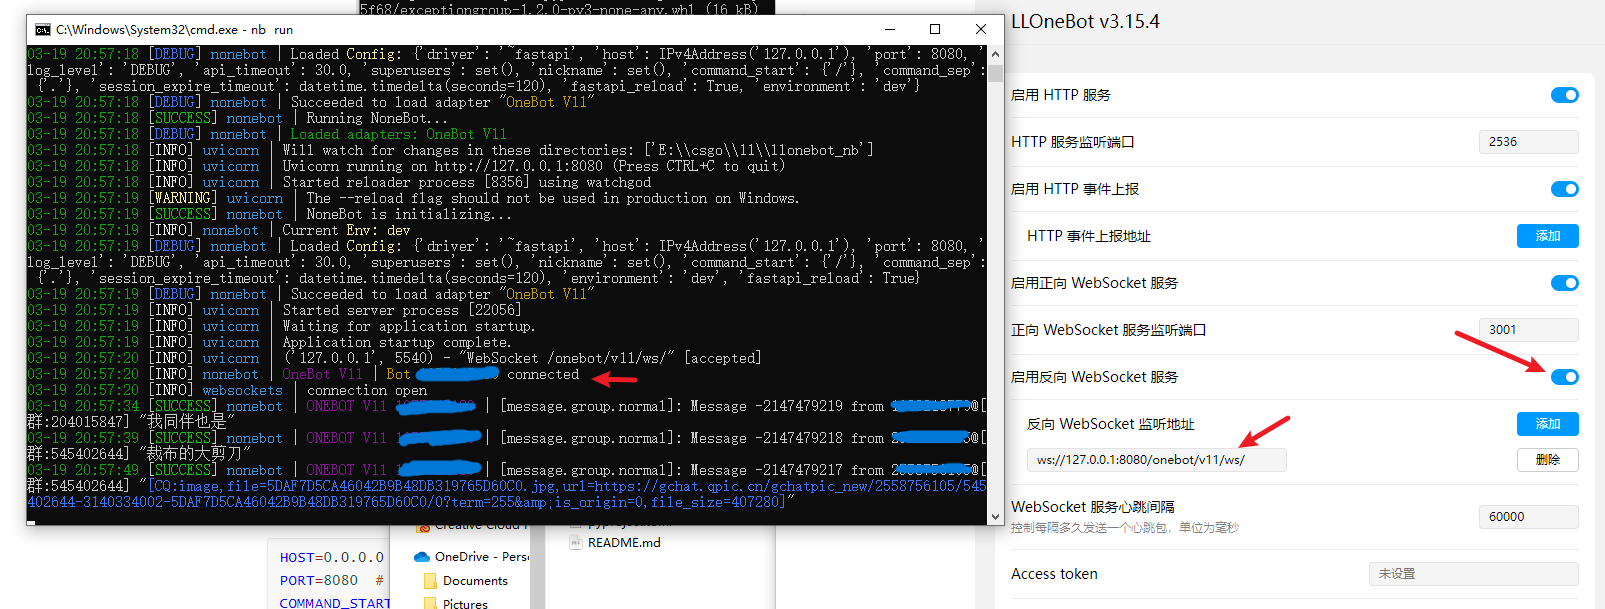 5f68/exceptiongroup-1.2.0-py3-none-any.whl (16 kB)
C:\Windows\System32\cmd.exe - nb run
03-19 20:57:18 [DEBUG] nonebot | Loaded Config: {'driver': '~fastapi', 'host': IPv4Address('127.0.0.1'), 'port': 8080, '
log_level': 'DEBUG', 'api_timeout': 30.0, 'superusers': set(), 'nickname': set(), 'command_start': {'/'}, 'command_sep':
{'.'}, 'session_expire_timeout': datetime.timedelta(seconds=120), 'fastapi_reload': True, 'environment': 'dev'}
03-19 20:57:18 [DEBUG] nonebot | Succeeded to load adapter "OneBot V11"
03-19 20:57:18 [SUCCESS] nonebot | Running NoneBot...
03-19 20:57:18 [DEBUG] nonebot | Loaded adapters: OneBot V11
03-19 20:57:18 [INFO] uvicorn | Will watch for changes in these directories: ['E:\\csgo\\ll\\llonebot_nb']
03-19 20:57:18 [INFO] uvicorn | Uvicorn running on http://127.0.0.1:8080 (Press CTRL+C to quit)
03-19 20:57:18 [INFO] uvicorn | Started reloader process [8356] using watchgod
03-19 20:57:19 [WARNING] uvicorn | The --reload flag should not be used in production on Windows.
03-19 20:57:19 [SUCCESS] nonebot | NoneBot is initializing...
03-19 20:57:19 [INFO] nonebot | Current Env: dev
03-19 20:57:19 [DEBUG] nonebot | Loaded Config: {'driver': '~fastapi', 'host': IPv4Address('127.0.0.1'), 'port': 8080, '
log_level': 'DEBUG', 'api_timeout': 30.0, 'superusers': set(), 'nickname': set(), 'command_start': {'/'}, 'command_sep':
{'.'}, 'session_expire_timeout': datetime.timedelta(seconds=120), 'environment': 'dev', 'fastapi_reload': True}
03-19 20:57:19 [DEBUG] nonebot | Succeeded to load adapter "OneBot V11"
03-19 20:57:19 [INFO] uvicorn | Started server process [22056]
03-19 20:57:19 [INFO] uvicorn | Waiting for application startup.
03-19 20:57:19 [INFO] uvicorn | Application startup complete.
03-19 20:57:20 [INFO] uvicorn | ('127.0.0.1', 5540) - "WebSocket /onebot/v11/ws/" [accepted]
03-19 20:57:20 [INFO] nonebot | OneBot V11 | Bot connected
03-19 20:57:20 [INFO] websockets | connection open
03-19 20:57:34 [SUCCESS] nonebot | ONEBOT V11 | [message.group.normal]: Message -2147479219 from @[
群:204015847] "我同伴也是"
03-19 20:57:39 [SUCCESS] nonebot | ONEBOT V11 | [message.group.normal]: Message -2147479218 from @[
群:545402644] "裁布的大剪刀"
03-19 20:57:49 [SUCCESS] nonebot | ONEBOT V11 | [message.group.normal]: Message -2147479217 from @[
群:545402644] "[CQ:image,file=5DAF7D5CA46042B9B48DB319765D60C0.jpg,url=https://gchat.qpic.cn/gchatpic_new/2558756105/545
402644-3140334002-5DAF7D5CA46042B9B48DB319765D60C0/0?term=255&amp;is_origin=0,file_size=407280]"
Creative Cloud
HOST=0.0.0.0
PORT=8080 #
COMMAND_START
OneDrive - Pers
Documents
Pictures
README.md
LLOneBot v3.15.4
启用 HTTP 服务
HTTP 服务监听端口
2536
启用 HTTP 事件上报
HTTP 事件上报地址
添加
启用正向 WebSocket 服务
正向 WebSocket 服务监听端口
3001
启用反向 WebSocket 服务
反向 WebSocket 监听地址
添加
ws://127.0.0.1:8080/onebot/v11/ws/
删除
WebSocket 服务心跳间隔
控制每隔多久发送一个心跳包，单位为毫秒
60000
Access token
未设置